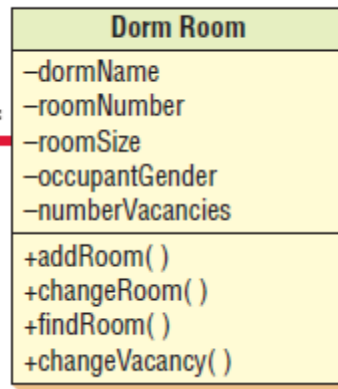 Dorm Room
–dormName
–roomNumber
–roomSize
–occupantGender
–numberVacancies
+addRoom( )
+changeRoom( )
+findRoom( )
+changeVacancy( )